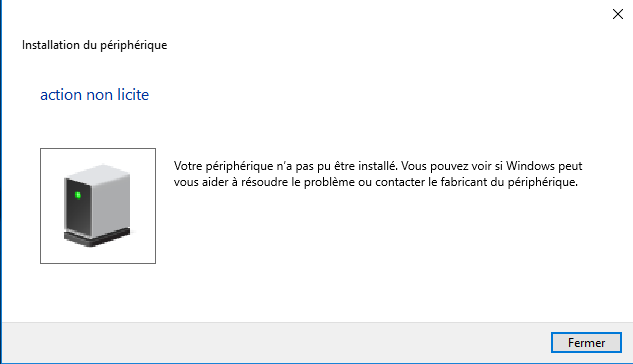 Installation du périphérique
action non licite
Votre périphérique n'a pas pu être installé. Vous pouvez voir si Windows peut
vous aider à résoudre le problème ou contacter le fabricant du périphérique.
Fermer